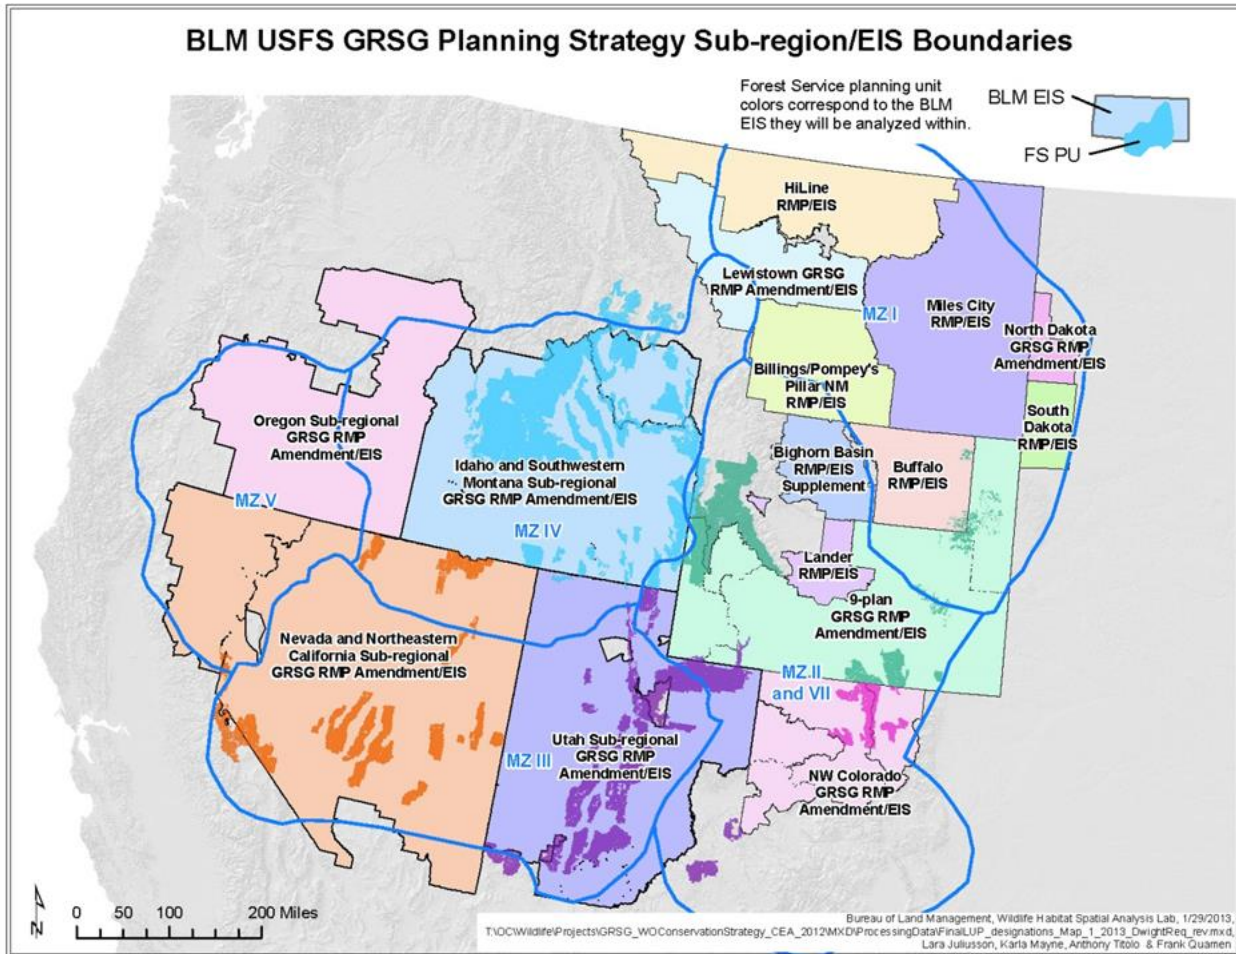 BLM USFS GRSG Planning Strategy Sub-region/EIS Boundaries
Forest Service planning unit
colors correspond to the BLM
EIS they will be analyzed within.
BLM EIS
FS PU
HiLine
RMP/EIS
Lewistown GRSG
RMP Amendment/EIS
MZ I
Miles City
RMP/EIS
North Dakota
GRSG RMP
Amendment/EIS
Billings/Pompey's
Pillar NM
RMP/EIS
South
Dakota
RMP/EIS
Oregon Sub-regional
GRSG RMP
Amendment/EIS
Idaho and Southwestern
Montana Sub-regional
GRSG RMP Amendment/EIS
Bighorn Basin
RMP/EIS
Supplement
Buffalo
RMP/EIS
MZ V
MZ IV
Lander
RMP/EIS
9-plan
GRSG RMP
Amendment/EIS
Nevada and Northeastern
California Sub-regional
GRSG RMP Amendment/EIS
MZ II
and VII
Utah Sub-regional
GRSG RMP
Amendment/EIS
MZ III
NW Colorado
GRSG RMP
Amendment/EIS
N
0 50 100 200 Miles
Bureau of Land Management, Wildlife Habitat Spatial Analysis Lab, 1/29/2013,
T:\OC\Wildlife\Projects\GRSG_WOConservationStrategy_CEA_2012\MXD\ProcessingData\FinalLUP_designations_Map_1_2013_DwightReq_rev.mxd,
Lara Juliusson, Karla Mayne, Anthony Titolo & Frank Quamen